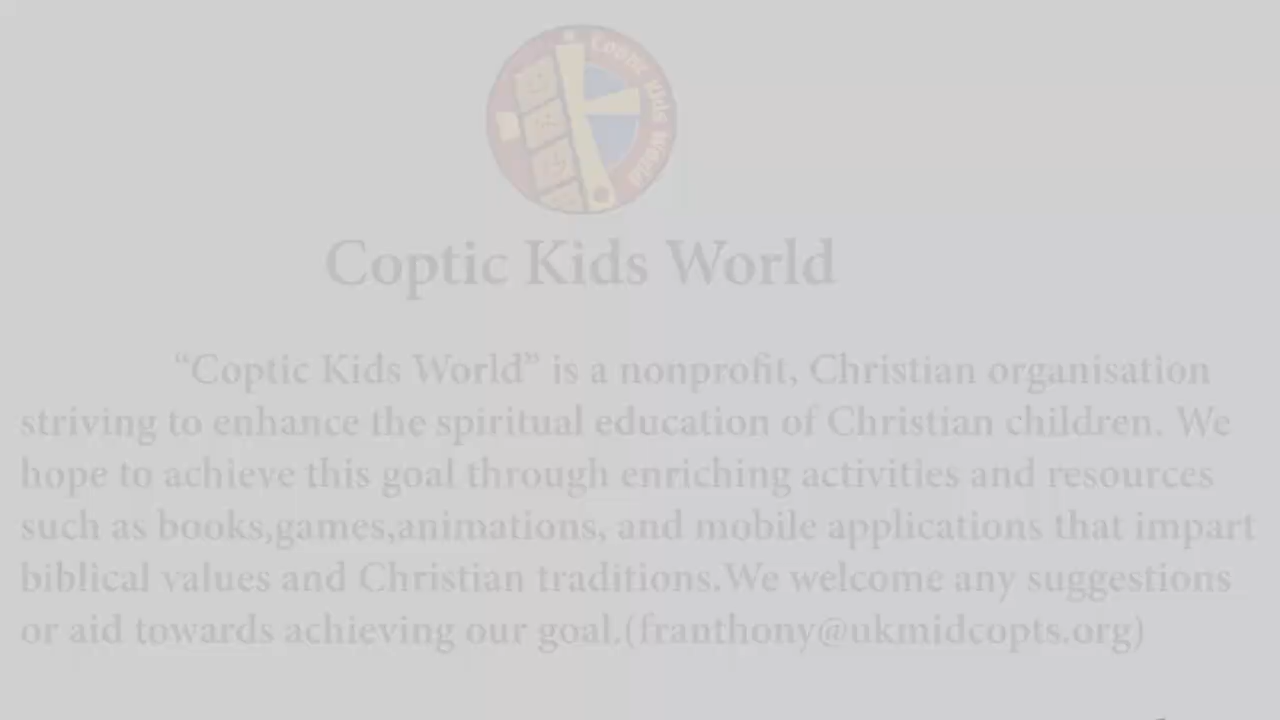 Coptic Kids World
Coptic Kids World
“Coptic Kids World” is a nonprofit, Christian organisation
striving to enhance the spiritual education of Christian children. We
hope to achieve this goal through enriching activities and resources
such as books,games,animations, and mobile applications that impart
biblical values and Christian traditions.We welcome any suggestions
or aid towards achieving our goal.(franthony@ukmidcopts.org)